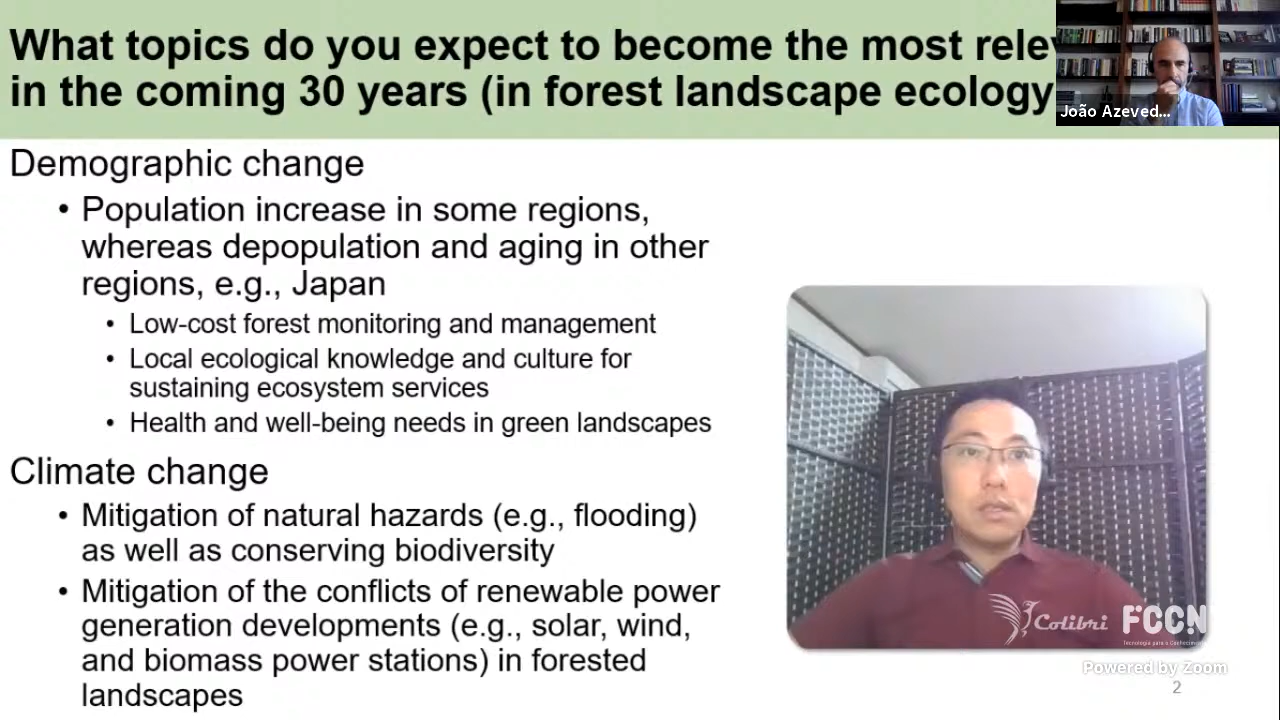 What topics do you expect to become the most rele
in the coming 30 years (in forest landscape ecology
João Azeved...
Demographic change
• Population increase in some regions,
whereas depopulation and aging in other
regions, e.g., Japan
• Low-cost forest monitoring and management
• Local ecological knowledge and culture for
sustaining ecosystem services
• Health and well-being needs in green landscapes
Climate change
• Mitigation of natural hazards (e.g., flooding)
as well as conserving biodiversity
• Mitigation of the conflicts of renewable power
generation developments (e.g., solar, wind,
and biomass power stations) in forested
landscapes
Colibri FCCN
Tecnologia para o Conhecimento
Powered by Zoom
2